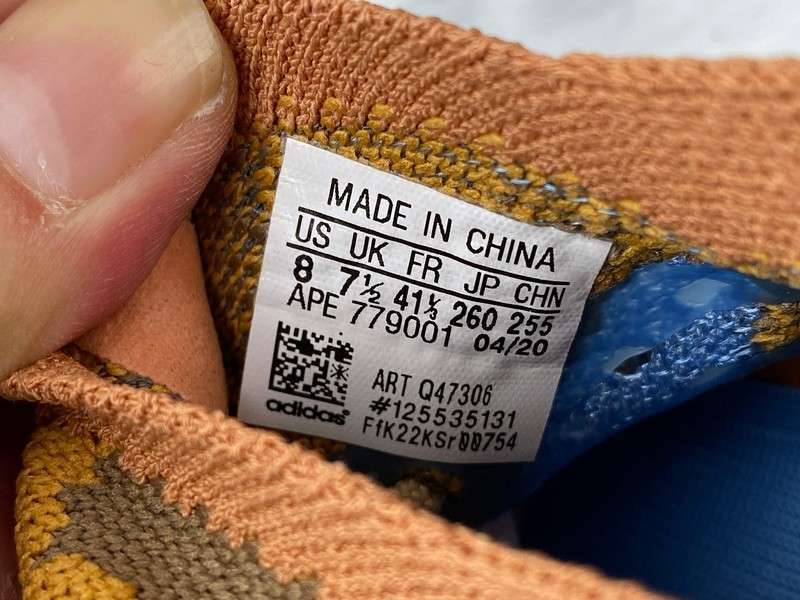 MADE IN CHINA
US UK FR JP CHN
8 7½ 41⅓ 260 255
APE 779001 04/20
ART Q47306
#125535131
adidas FfK22KSr00754